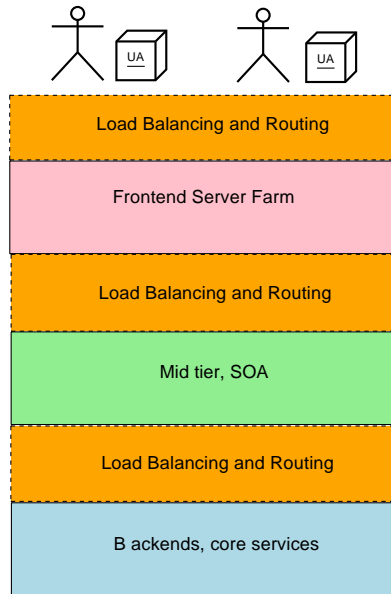 UA
UA
Load Balancing and Routing
Frontend Server Farm
Load Balancing and Routing
Mid tier, SOA
Load Balancing and Routing
B ackends, core services